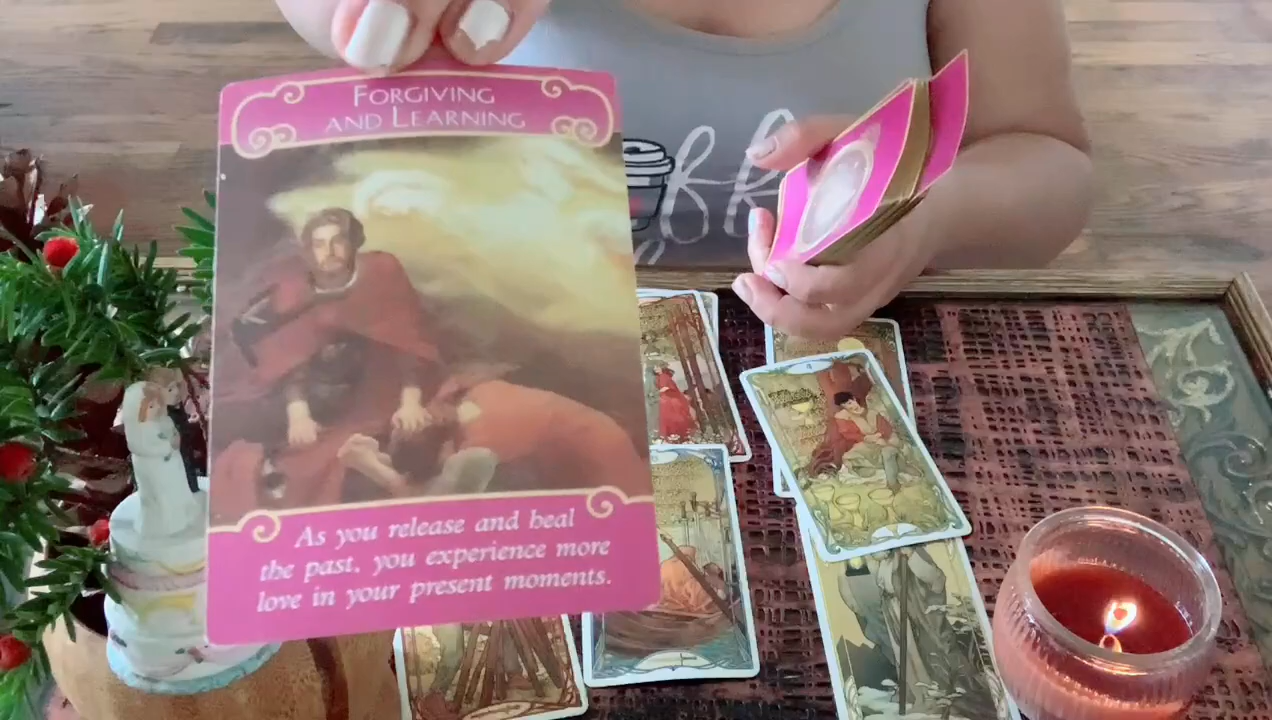 FORGIVING
AND LEARNING
As you release and heal
the past, you experience more
love in your present moments.